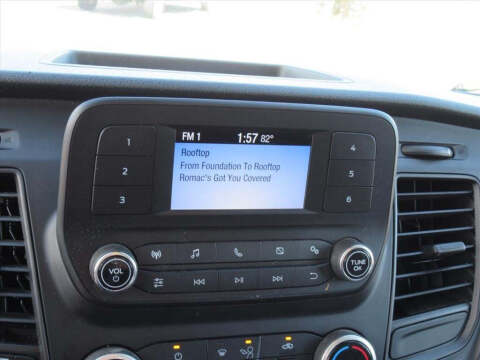 FM 1 1:57 82°
Rooftop
From Foundation To Rooftop
Romac's Got You Covered
1
2
3
4
5
6
VOL
TUNE
OK